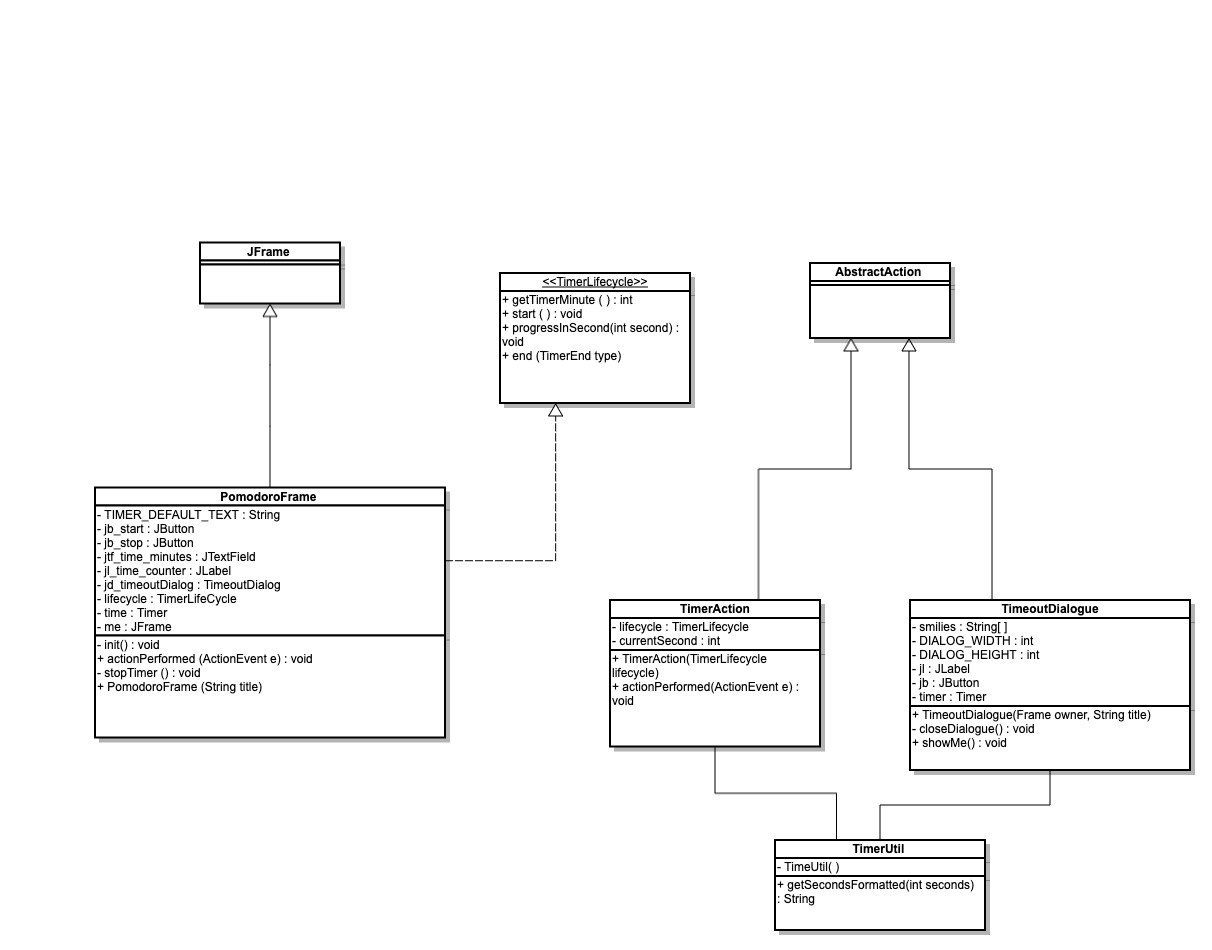 JFrame
<<TimerLifecycle>>
+ getTimerMinute ( ) : int
+ start ( ) : void
+ progressInSecond(int second) :
void
+ end (TimerEnd type)
AbstractAction
PomodoroFrame
- TIMER_DEFAULT_TEXT : String
- jb_start : JButton
- jb_stop : JButton
- jtf_time_minutes : JTextField
- jl_time_counter : JLabel
- jd_timeoutDialog : TimeoutDialog
- lifecycle : TimerLifeCycle
- time : Timer
- me : JFrame
- init() : void
+ actionPerformed (ActionEvent e) : void
- stopTimer () : void
+ PomodoroFrame (String title)
TimerAction
- lifecycle : TimerLifecycle
- currentSecond : int
+ TimerAction(TimerLifecycle
lifecycle)
+ actionPerformed(ActionEvent e) :
void
TimeoutDialogue
- smilies : String[ ]
- DIALOG_WIDTH : int
- DIALOG_HEIGHT : int
- jl : JLabel
- jb : JButton
- timer : Timer
+ TimeoutDialogue(Frame owner, String title)
- closeDialogue() : void
+ showMe() : void
TimerUtil
- TimeUtil( )
+ getSecondsFormatted(int seconds)
: String